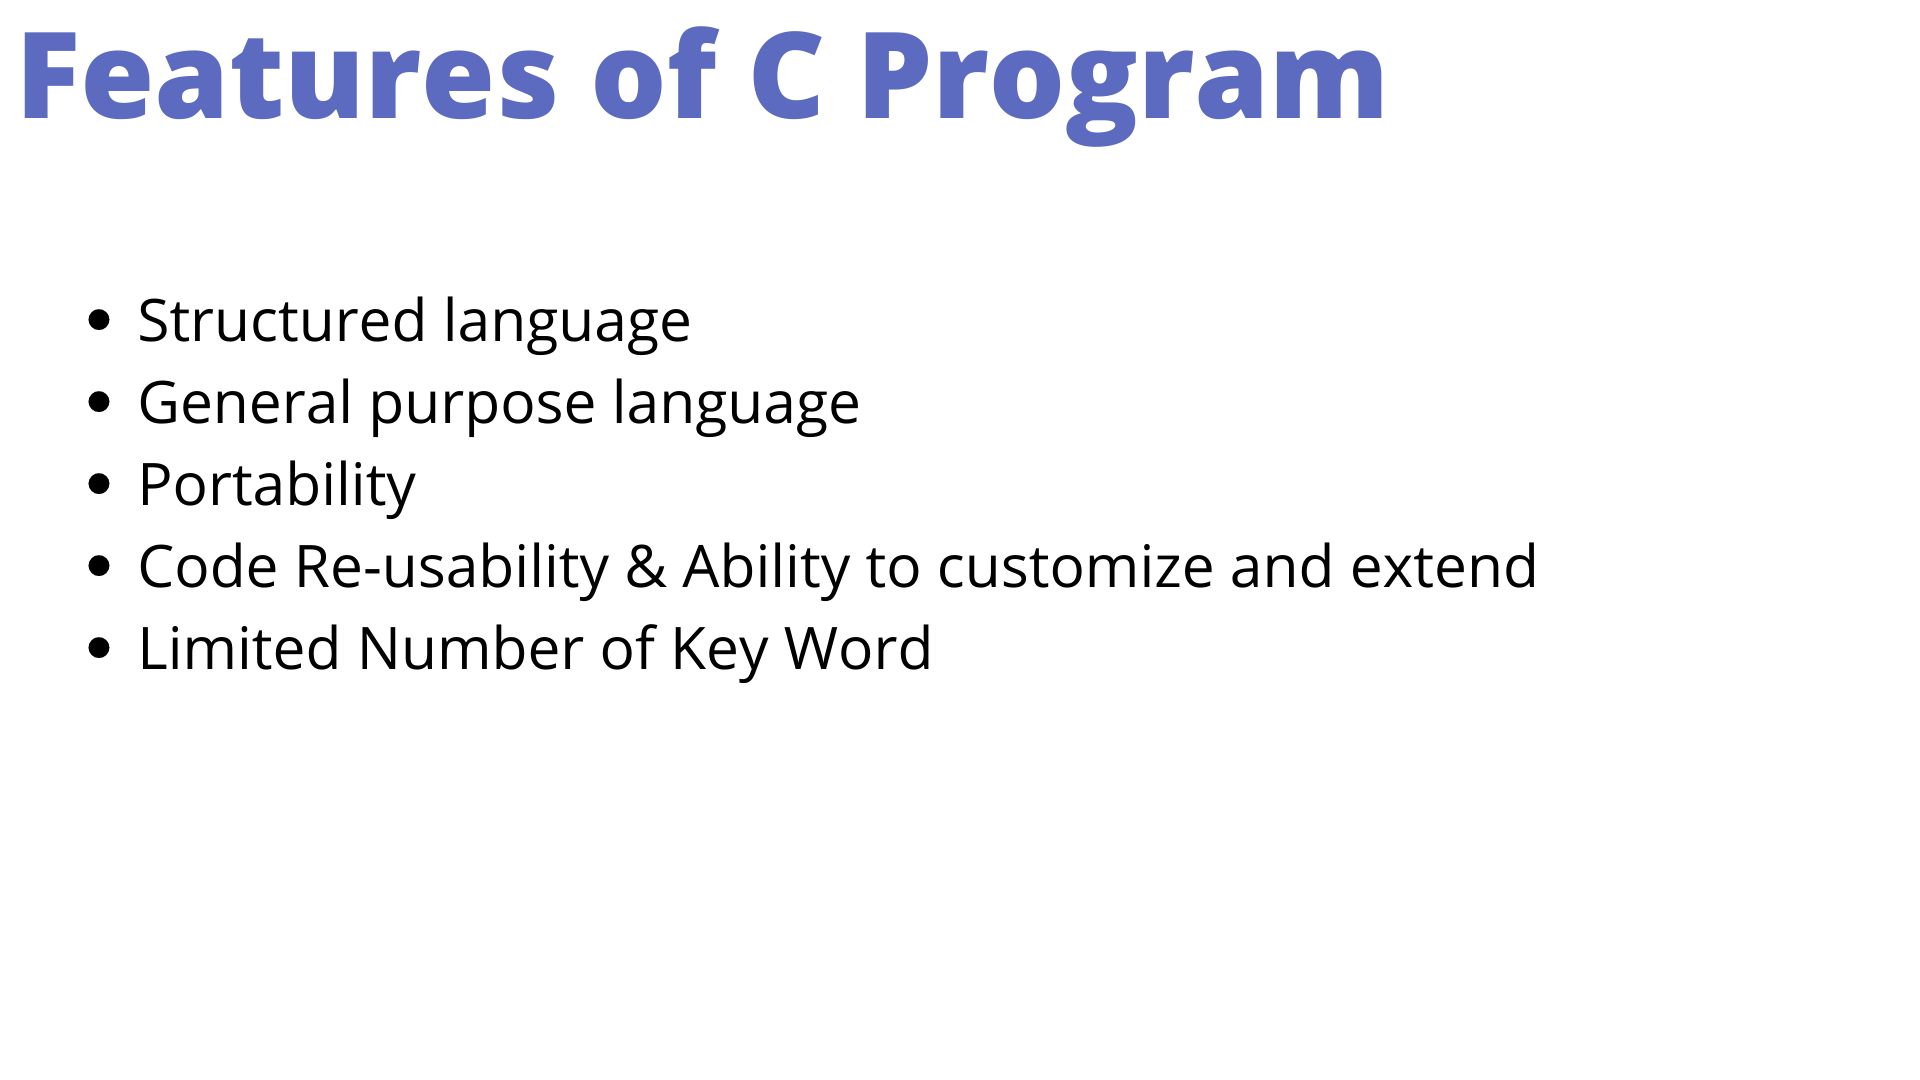 Features of C Program
• Structured language
• General purpose language
• Portability
• Code Re-usability & Ability to customize and extend
• Limited Number of Key Word